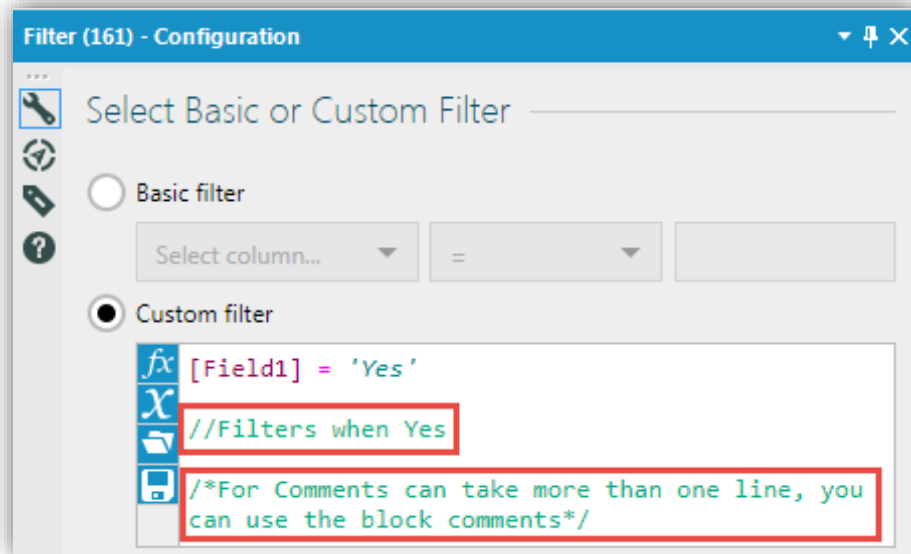 Filter (161) - Configuration
Select Basic or Custom Filter
Basic filter
Select column...
=
Custom filter
fx
[Field1] = 'Yes'
X
//Filters when Yes
/*For Comments can take more than one line, you
can use the block comments*/